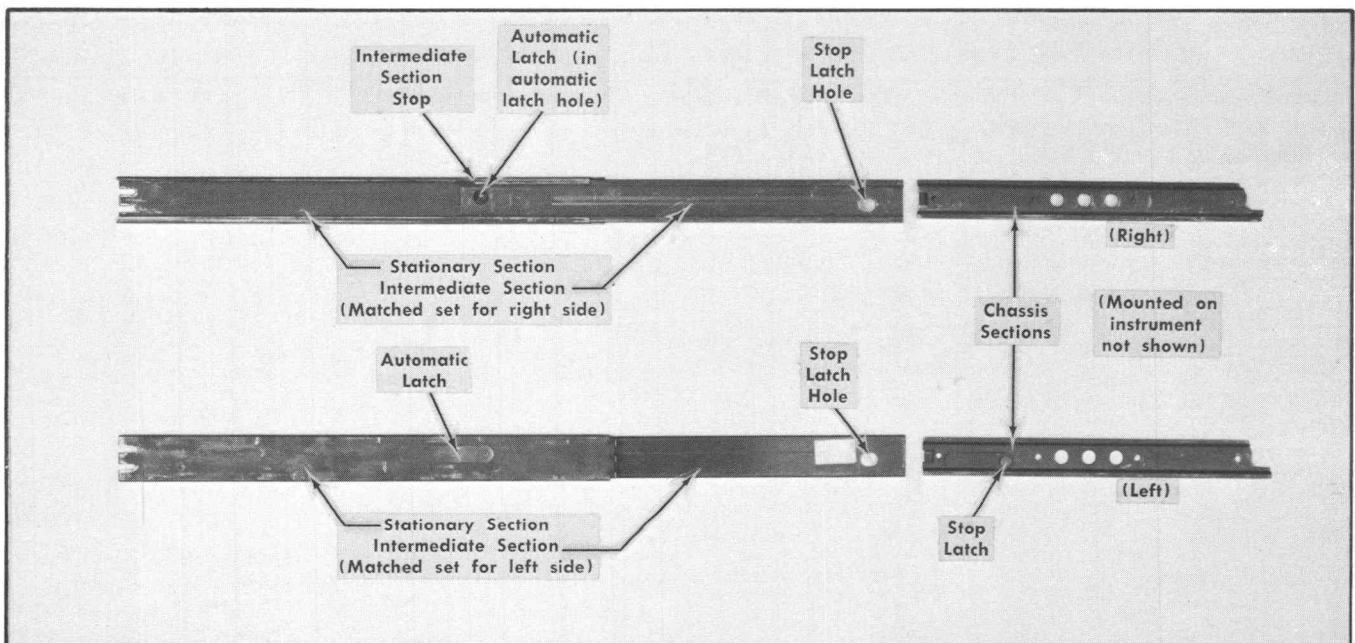 Intermediate
Section
Stop
Automatic
Latch (in
automatic
latch hole)
Stop
Latch
Hole
(Right)
Stationary Section
Intermediate Section
(Matched set for right side)
Chassis
Sections
(Mounted on
instrument
not shown)
Automatic
Latch
Stop
Latch
Hole
(Left)
Stationary Section
Intermediate Section
(Matched set for left side)
Stop
Latch